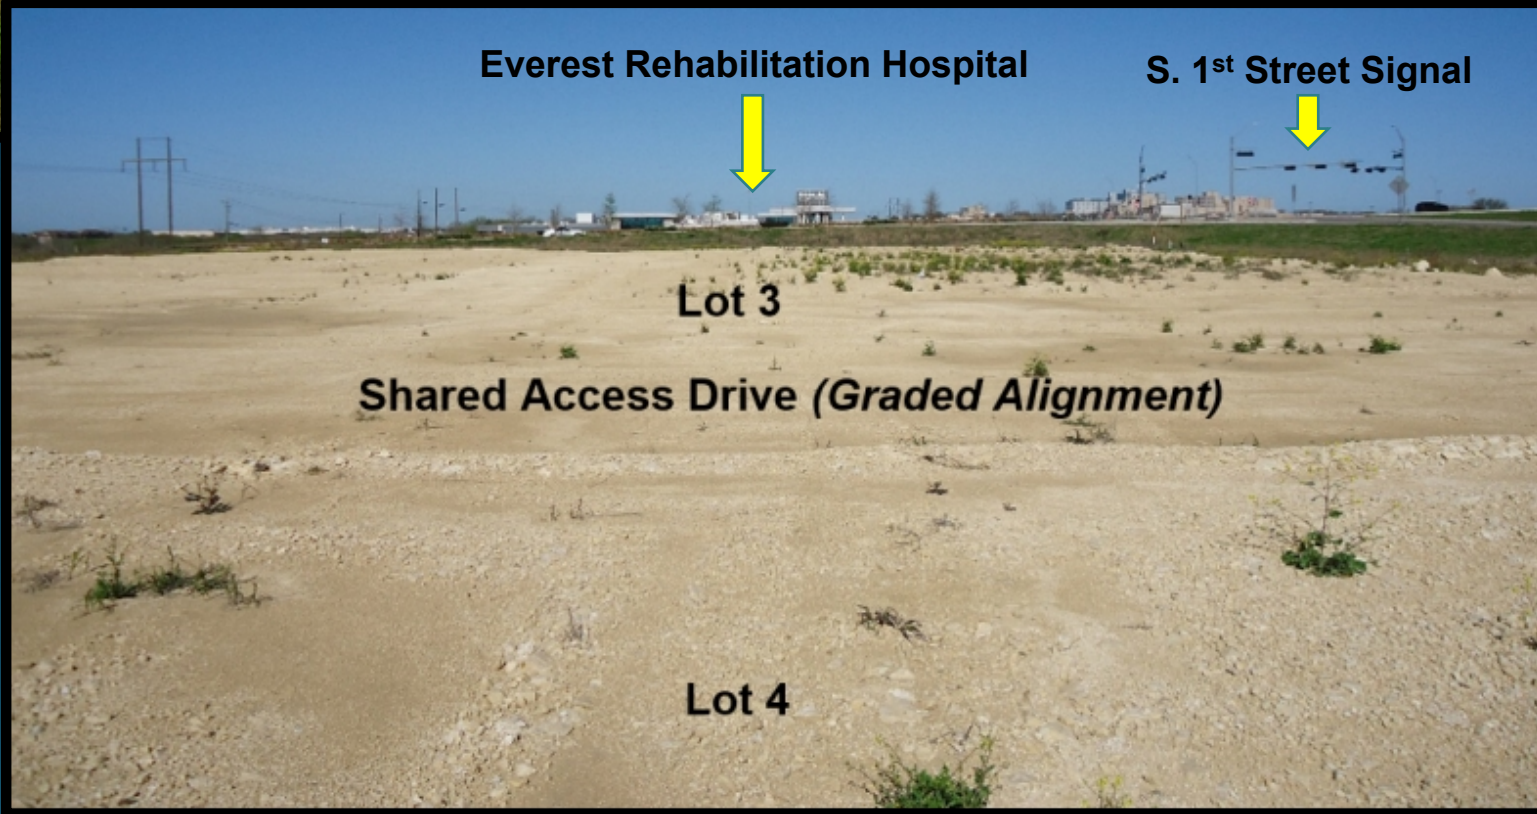 Everest Rehabilitation Hospital
S. 1st Street Signal
Lot 3
Shared Access Drive (Graded Alignment)
Lot 4